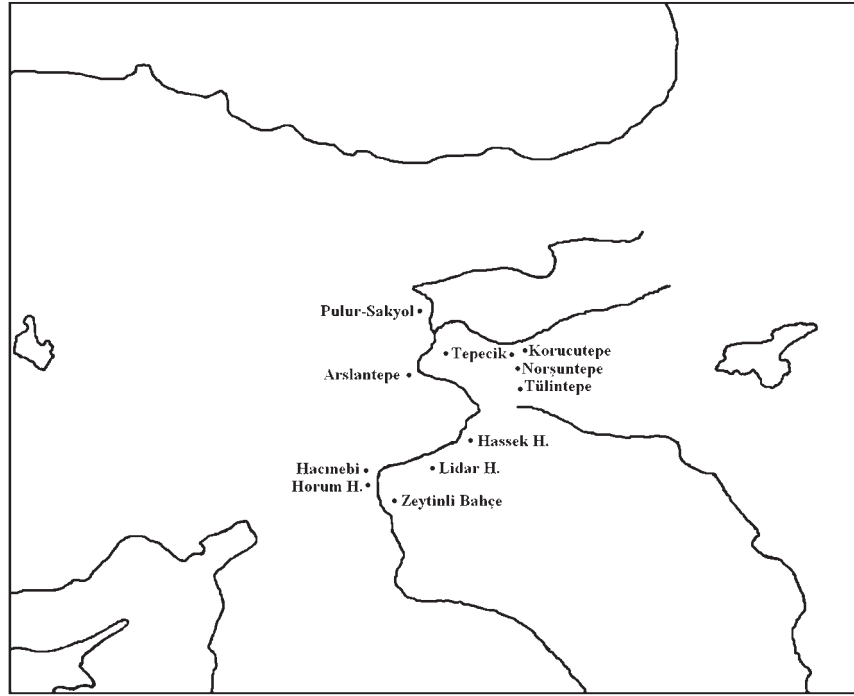 Pulur-Sakyol
Tepecik
Korucutepe
Norşuntepe
Arslantepe
Tülintepe
Hassek H.
Hacınebi
Lidar H.
Horum H.
Zeytinli Bahçe